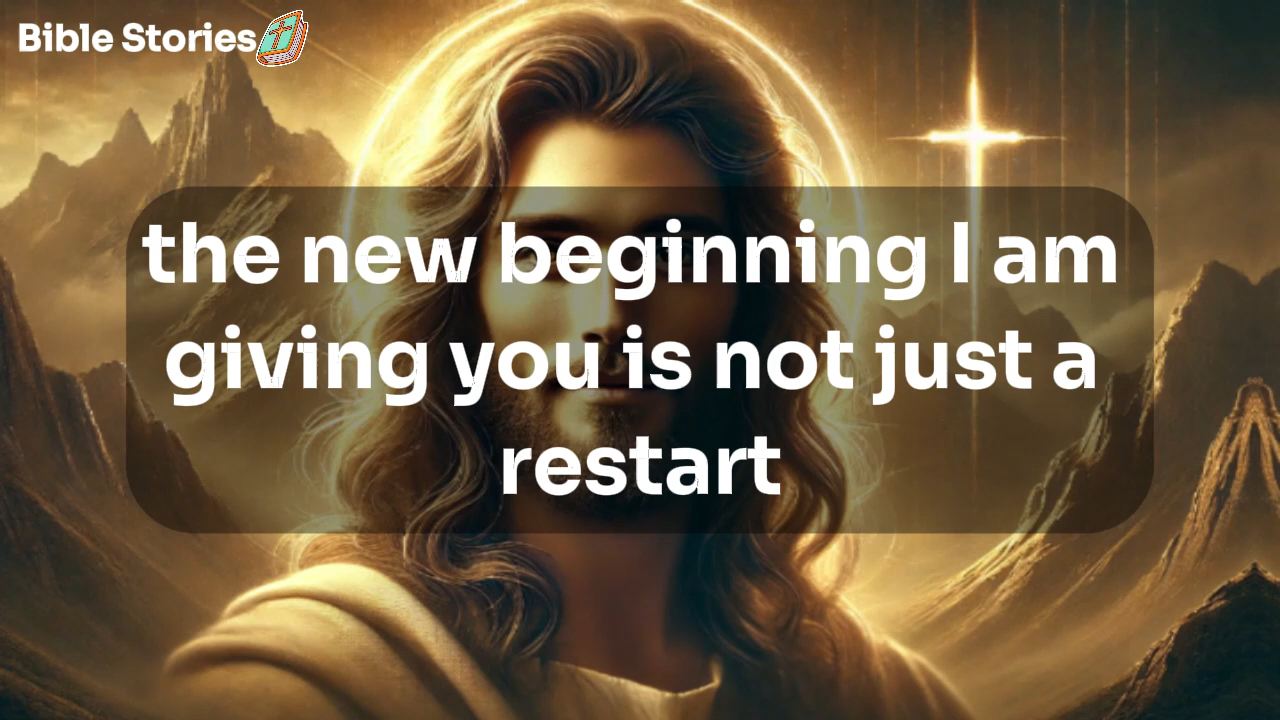 Bible Stories
the new beginning I am
giving you is not just a
restart